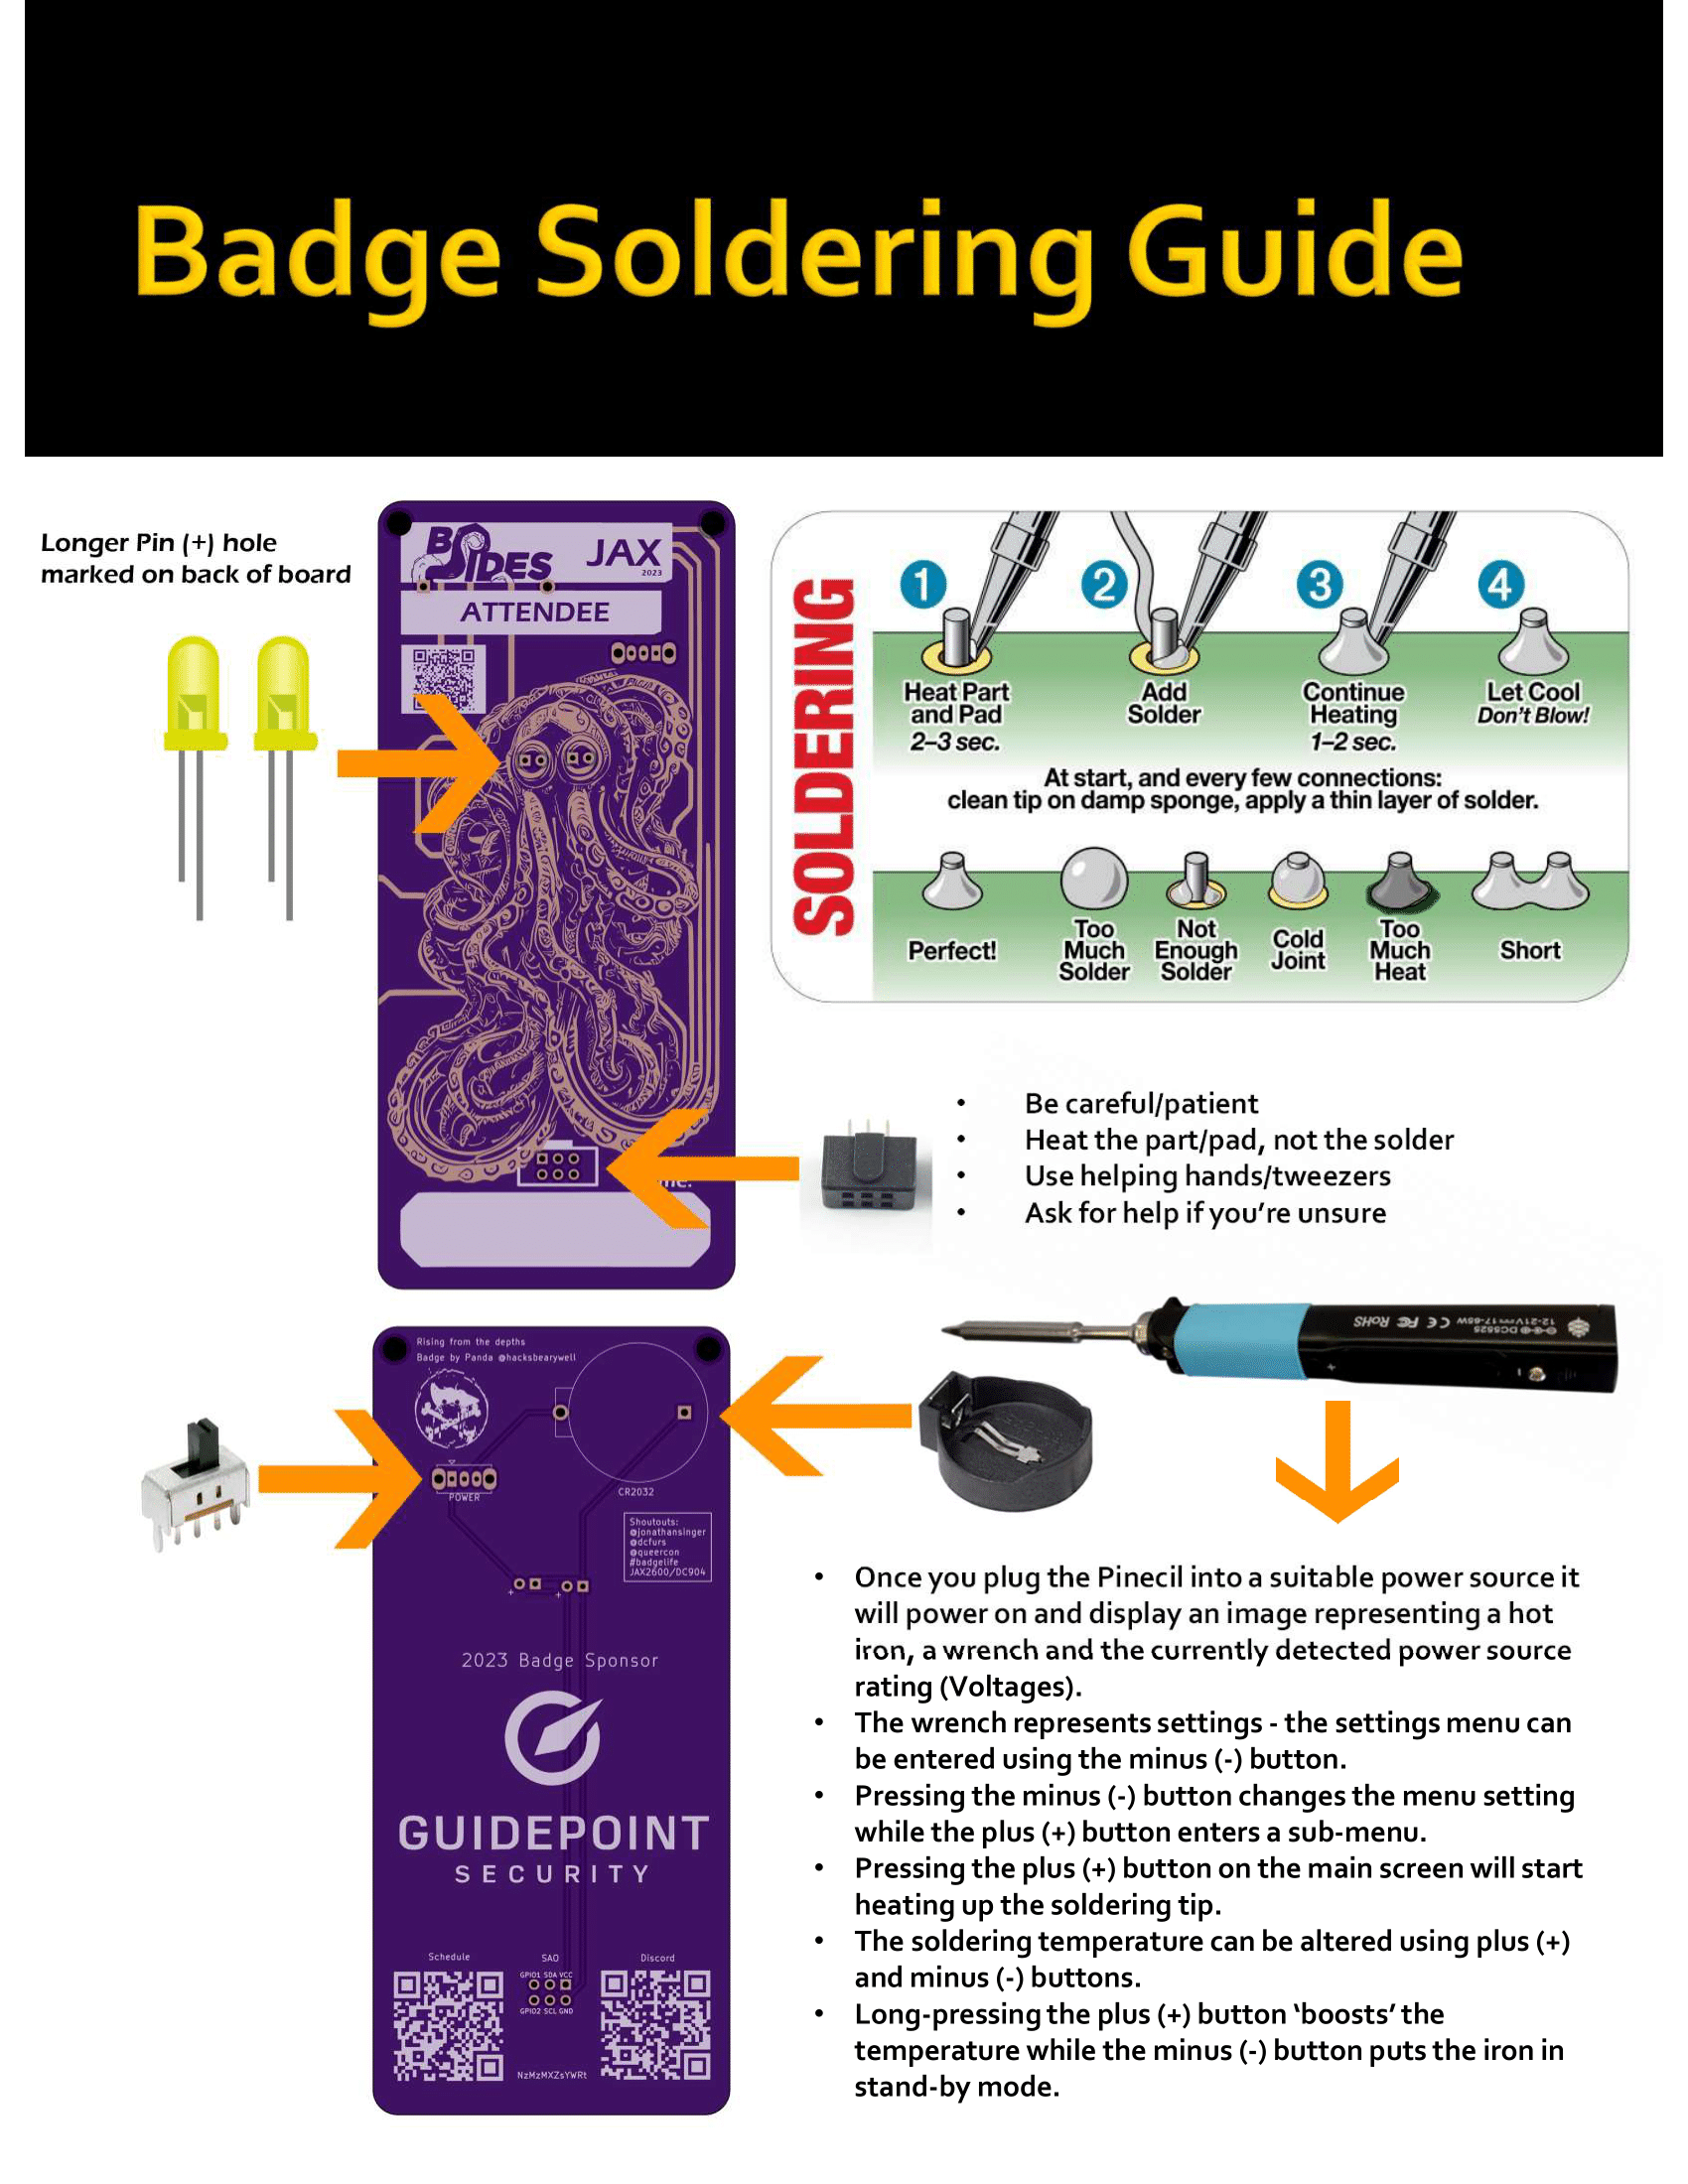 Badge Soldering Guide
Longer Pin (+) hole
marked on back of board
BSIDES JAX
2023
ATTENDEE
SOLDERING
1 2 3 4
Heat Part
and Pad
2–3 sec.
Add
Solder
Continue
Heating
1–2 sec.
Let Cool
Don't Blow!
At start, and every few connections:
clean tip on damp sponge, apply a thin layer of solder.
Perfect!
Too
Much
Solder
Not
Enough
Solder
Cold
Joint
Too
Much
Heat
Short
• Be careful/patient
• Heat the part/pad, not the solder
• Use helping hands/tweezers
• Ask for help if you're unsure
Rising from the depths
Badge by Panda @hacksbearywell
POWER
CR2032
Shoutouts:
@jonathansinger
@dcfurs
@queercon
#badgelife
JAX2600/DC904
+ +
2023 Badge Sponsor
GUIDEPOINT
SECURITY
Schedule
SAO
Discord
GPIO1 SDA VCC
GPIO2 SCL GND
NzMzMXZsYWRt
• Once you plug the Pinecil into a suitable power source it
will power on and display an image representing a hot
iron, a wrench and the currently detected power source
rating (Voltages).
• The wrench represents settings - the settings menu can
be entered using the minus (-) button.
• Pressing the minus (-) button changes the menu setting
while the plus (+) button enters a sub-menu.
• Pressing the plus (+) button on the main screen will start
heating up the soldering tip.
• The soldering temperature can be altered using plus (+)
and minus (-) buttons.
• Long-pressing the plus (+) button 'boosts' the
temperature while the minus (-) button puts the iron in
stand-by mode.